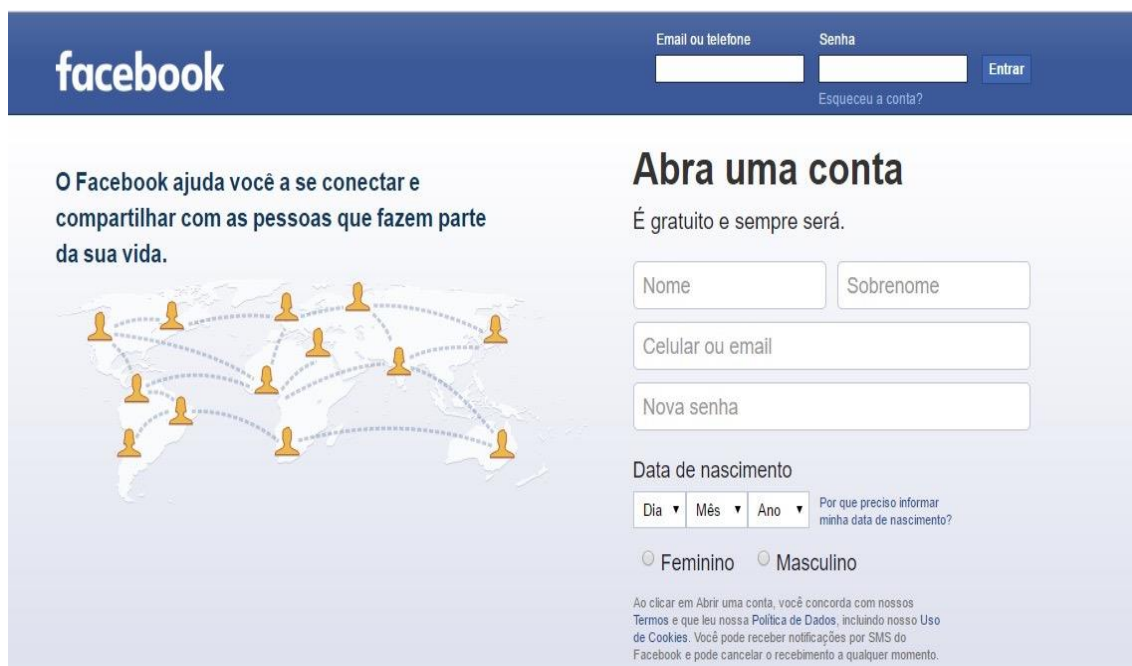 facebook
Email ou telefone
Senha
Entrar
Esqueceu a conta?
O Facebook ajuda você a se conectar e
compartilhar com as pessoas que fazem parte
da sua vida.
Abra uma conta
É gratuito e sempre será.
Nome
Sobrenome
Celular ou email
Nova senha
Data de nascimento
Dia
Mês
Ano
Por que preciso informar
minha data de nascimento?
Feminino
Masculino
Ao clicar em Abrir uma conta, você concorda com nossos
Termos e que leu nossa Política de Dados, incluindo nosso Uso
de Cookies. Você pode receber notificações por SMS do
Facebook e pode cancelar o recebimento a qualquer momento.